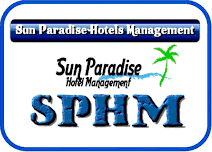 Sun Paradise-Hotels Management
Sun Paradise
Hotel Management
SPHM